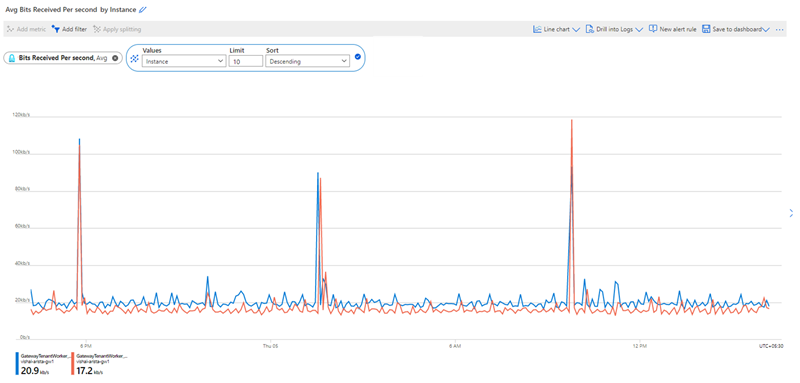 Avg Bits Received Per second by Instance
Add metric Add filter Apply splitting Line chart Drill into Logs New alert rule Save to dashboard ...
Bits Received Per second, Avg
Values Limit Sort
Instance 10 Descending
120kb/s
100kb/s
80kb/s
60kb/s
40kb/s
20kb/s
0b/s
6 PM Thu 05 6 AM 12 PM UTC+05:30
GatewayTenantWorker_... GatewayTenantWorker_...
20.9 kb/s 17.2 kb/s